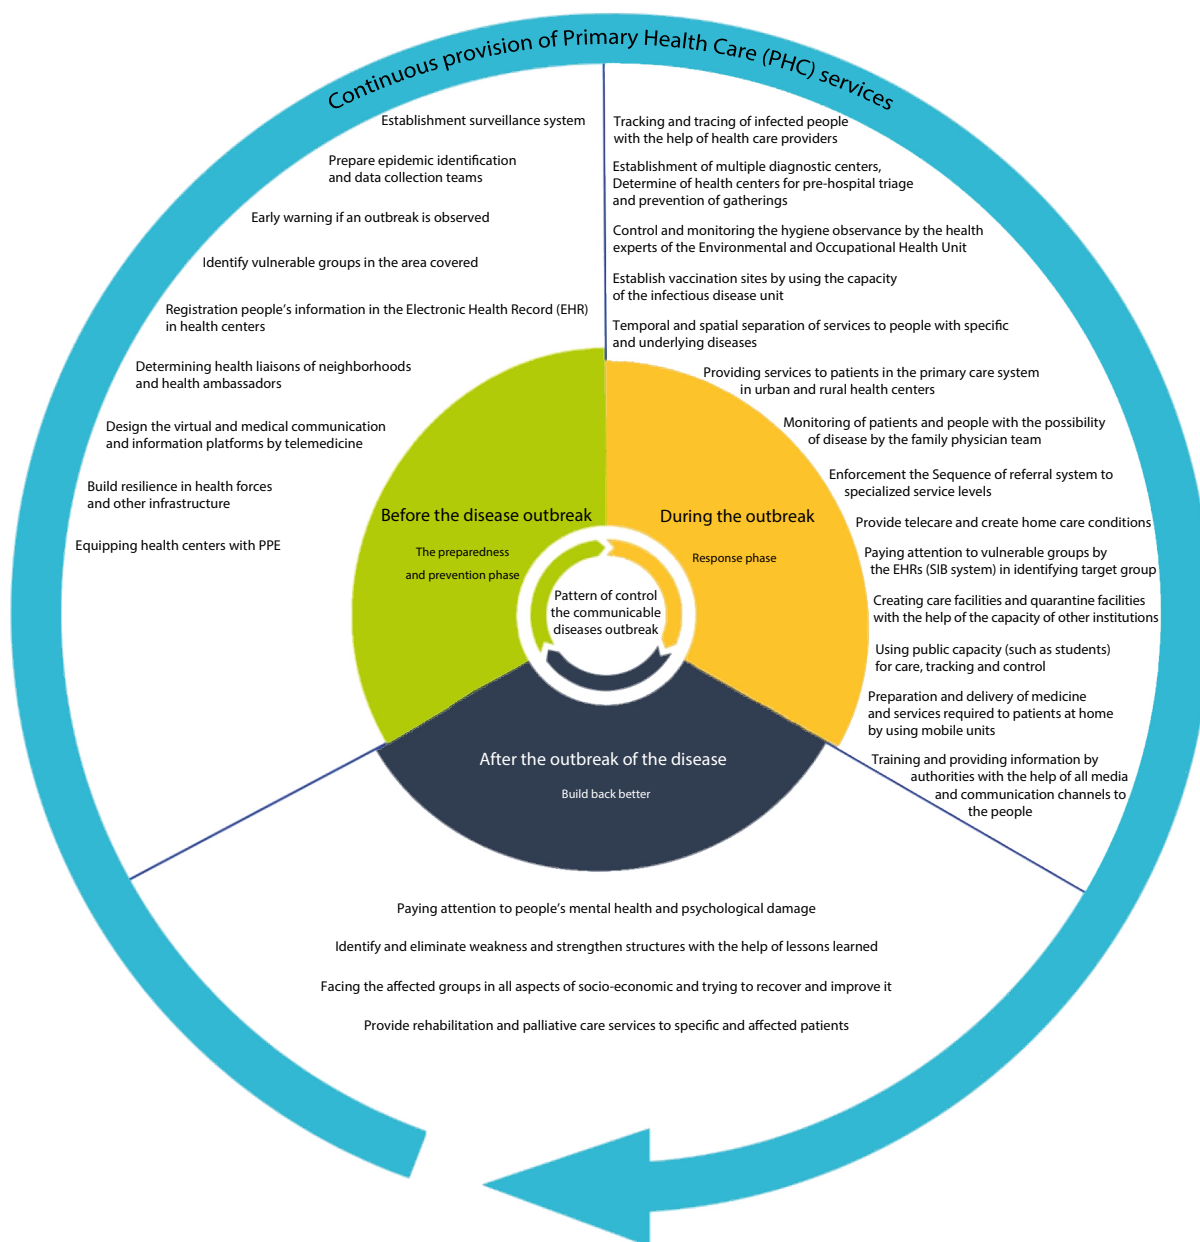 Continuous provision of Primary Health Care (PHC) services
Establishment surveillance system
Prepare epidemic identification
and data collection teams
Early warning if an outbreak is observed
Identify vulnerable groups in the area covered
Registration people's information in the Electronic Health Record (EHR)
in health centers
Determining health liaisons of neighborhoods
and health ambassadors
Design the virtual and medical communication
and information platforms by telemedicine
Build resilience in health forces
and other infrastructure
Equipping health centers with PPE
Tracking and tracing of infected people
with the help of health care providers
Establishment of multiple diagnostic centers,
Determine of health centers for pre-hospital triage
and prevention of gatherings
Control and monitoring the hygiene observance by the health
experts of the Environmental and Occupational Health Unit
Establish vaccination sites by using the capacity
of the infectious disease unit
Temporal and spatial separation of services to people with specific
and underlying diseases
Providing services to patients in the primary care system
in urban and rural health centers
Monitoring of patients and people with the possibility
of disease by the family physician team
Enforcement the Sequence of referral system to
specialized service levels
Provide telecare and create home care conditions
Paying attention to vulnerable groups by
the EHRs (SIB system) in identifying target group
Creating care facilities and quarantine facilities
with the help of the capacity of other institutions
Using public capacity (such as students)
for care, tracking and control
Preparation and delivery of medicine
and services required to patients at home
by using mobile units
Training and providing information by
authorities with the help of all media
and communication channels to
the people
Before the disease outbreak
The preparedness
and prevention phase
During the outbreak
Response phase
Pattern of control
the communicable
diseases outbreak
After the outbreak of the disease
Build back better
Paying attention to people's mental health and psychological damage
Identify and eliminate weakness and strengthen structures with the help of lessons learned
Facing the affected groups in all aspects of socio-economic and trying to recover and improve it
Provide rehabilitation and palliative care services to specific and affected patients